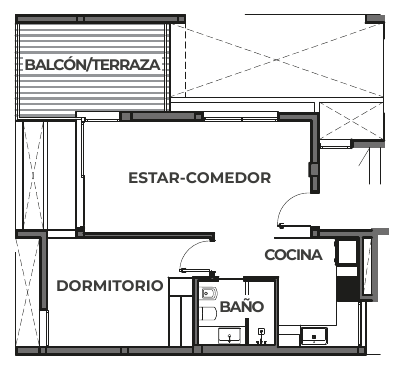 BALCÓN/TERRAZA
ESTAR-COMEDOR
COCINA
DORMITORIO
BAÑO